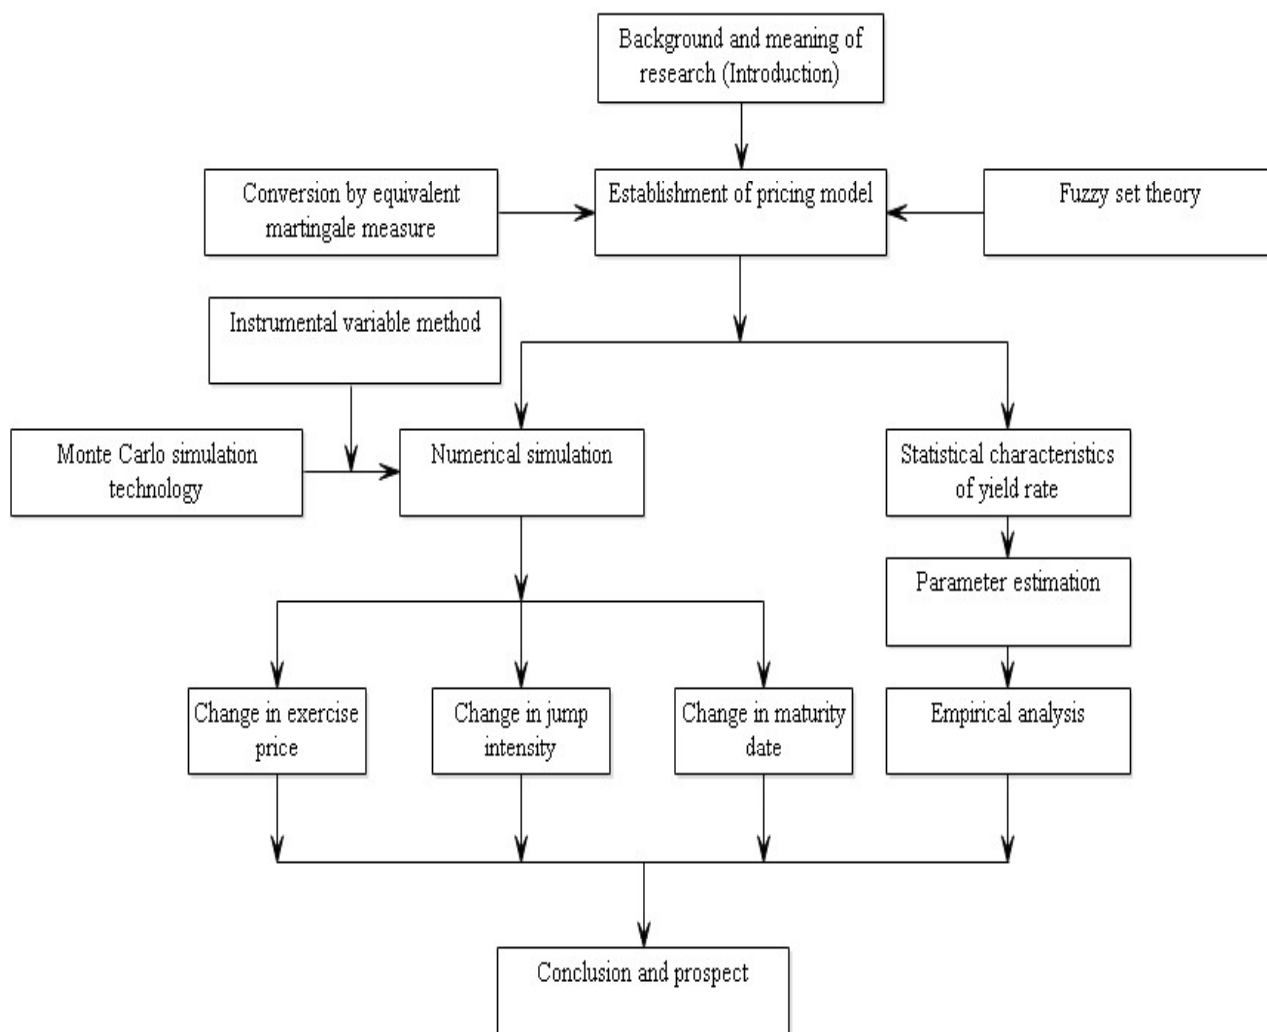 Background and meaning of
research (Introduction)
Conversion by equivalent
martingale measure
Establishment of pricing model
Fuzzy set theory
Instrumental variable method
Monte Carlo simulation
technology
Numerical simulation
Statistical characteristics
of yield rate
Parameter estimation
Change in exercise
price
Change in jump
intensity
Change in maturity
date
Empirical analysis
Conclusion and prospect